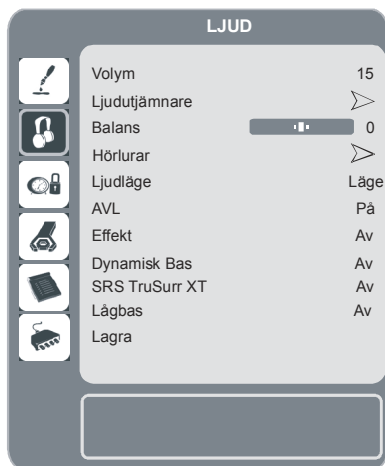 LJUD
Volym 15
Ljudutjämnare
Balans 0
Hörlurar
Ljudläge Läge
AVL På
Effekt Av
Dynamisk Bas Av
SRS TruSurr XT Av
Lågbas Av
Lagra